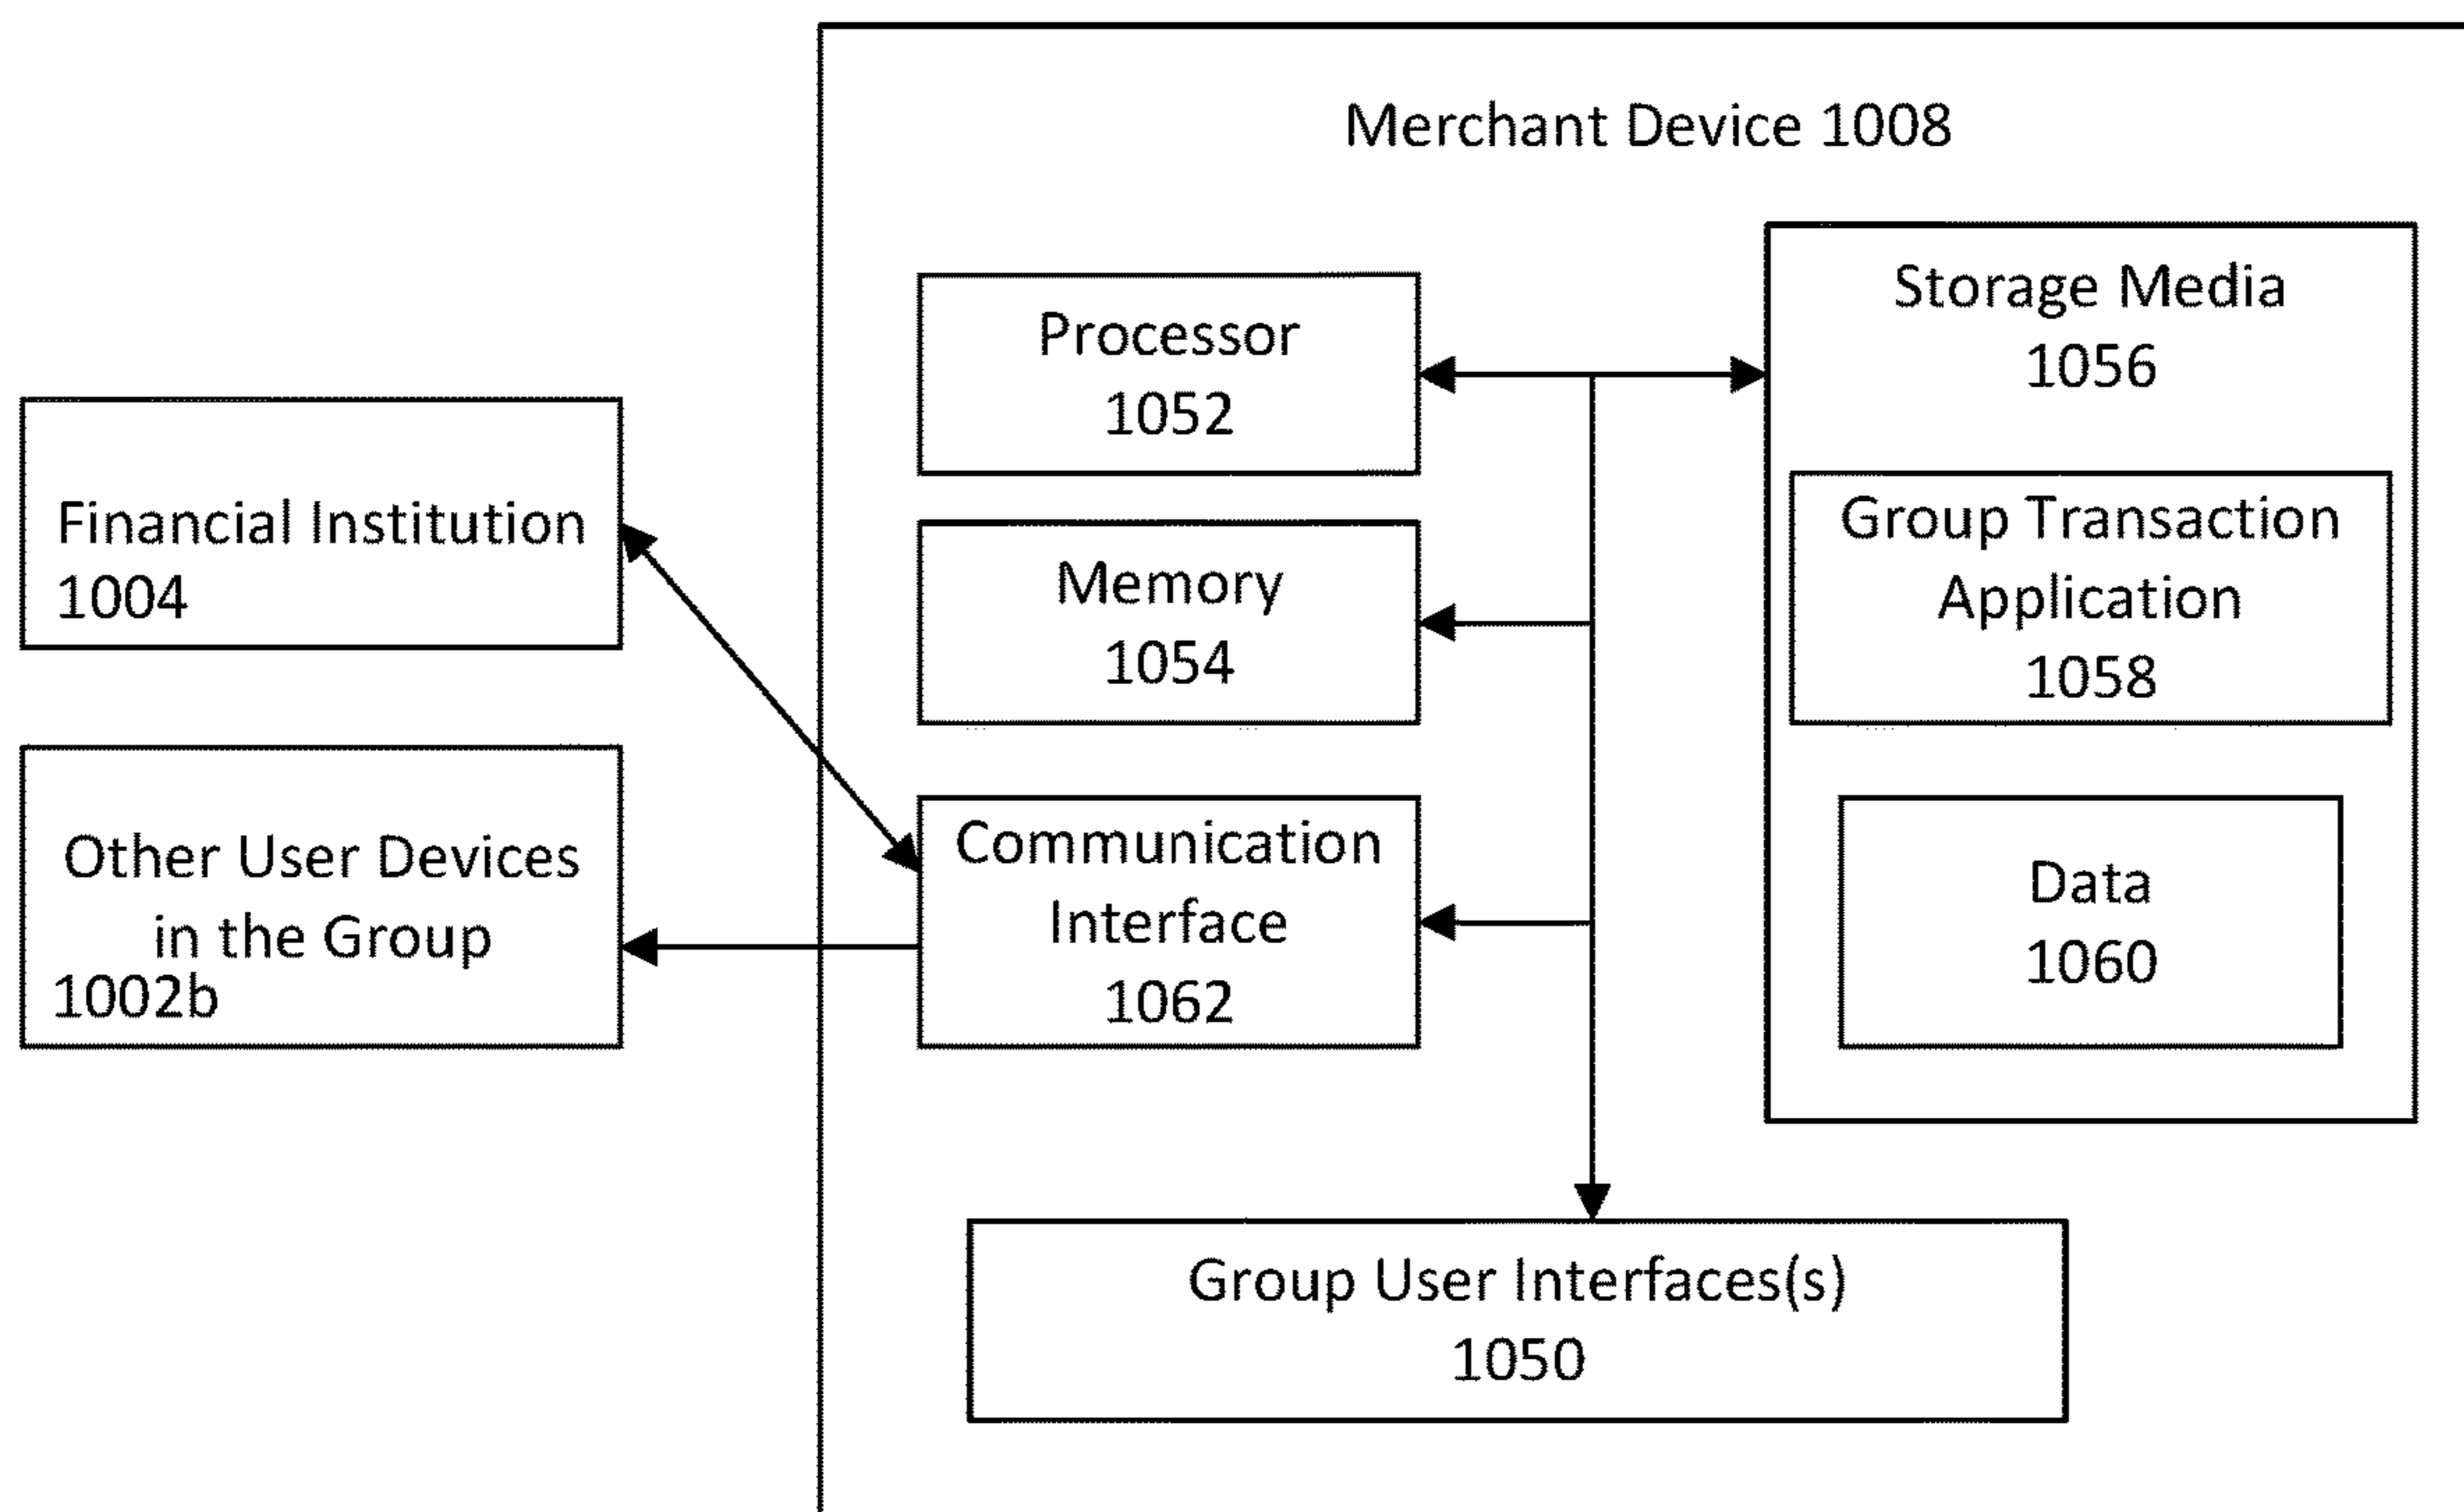 Merchant Device 1008
Financial Institution
1004
Other User Devices
in the Group
1002b
Processor
1052
Memory
1054
Communication
Interface
1062
Storage Media
1056
Group Transaction
Application
1058
Data
1060
Group User Interfaces(s)
1050